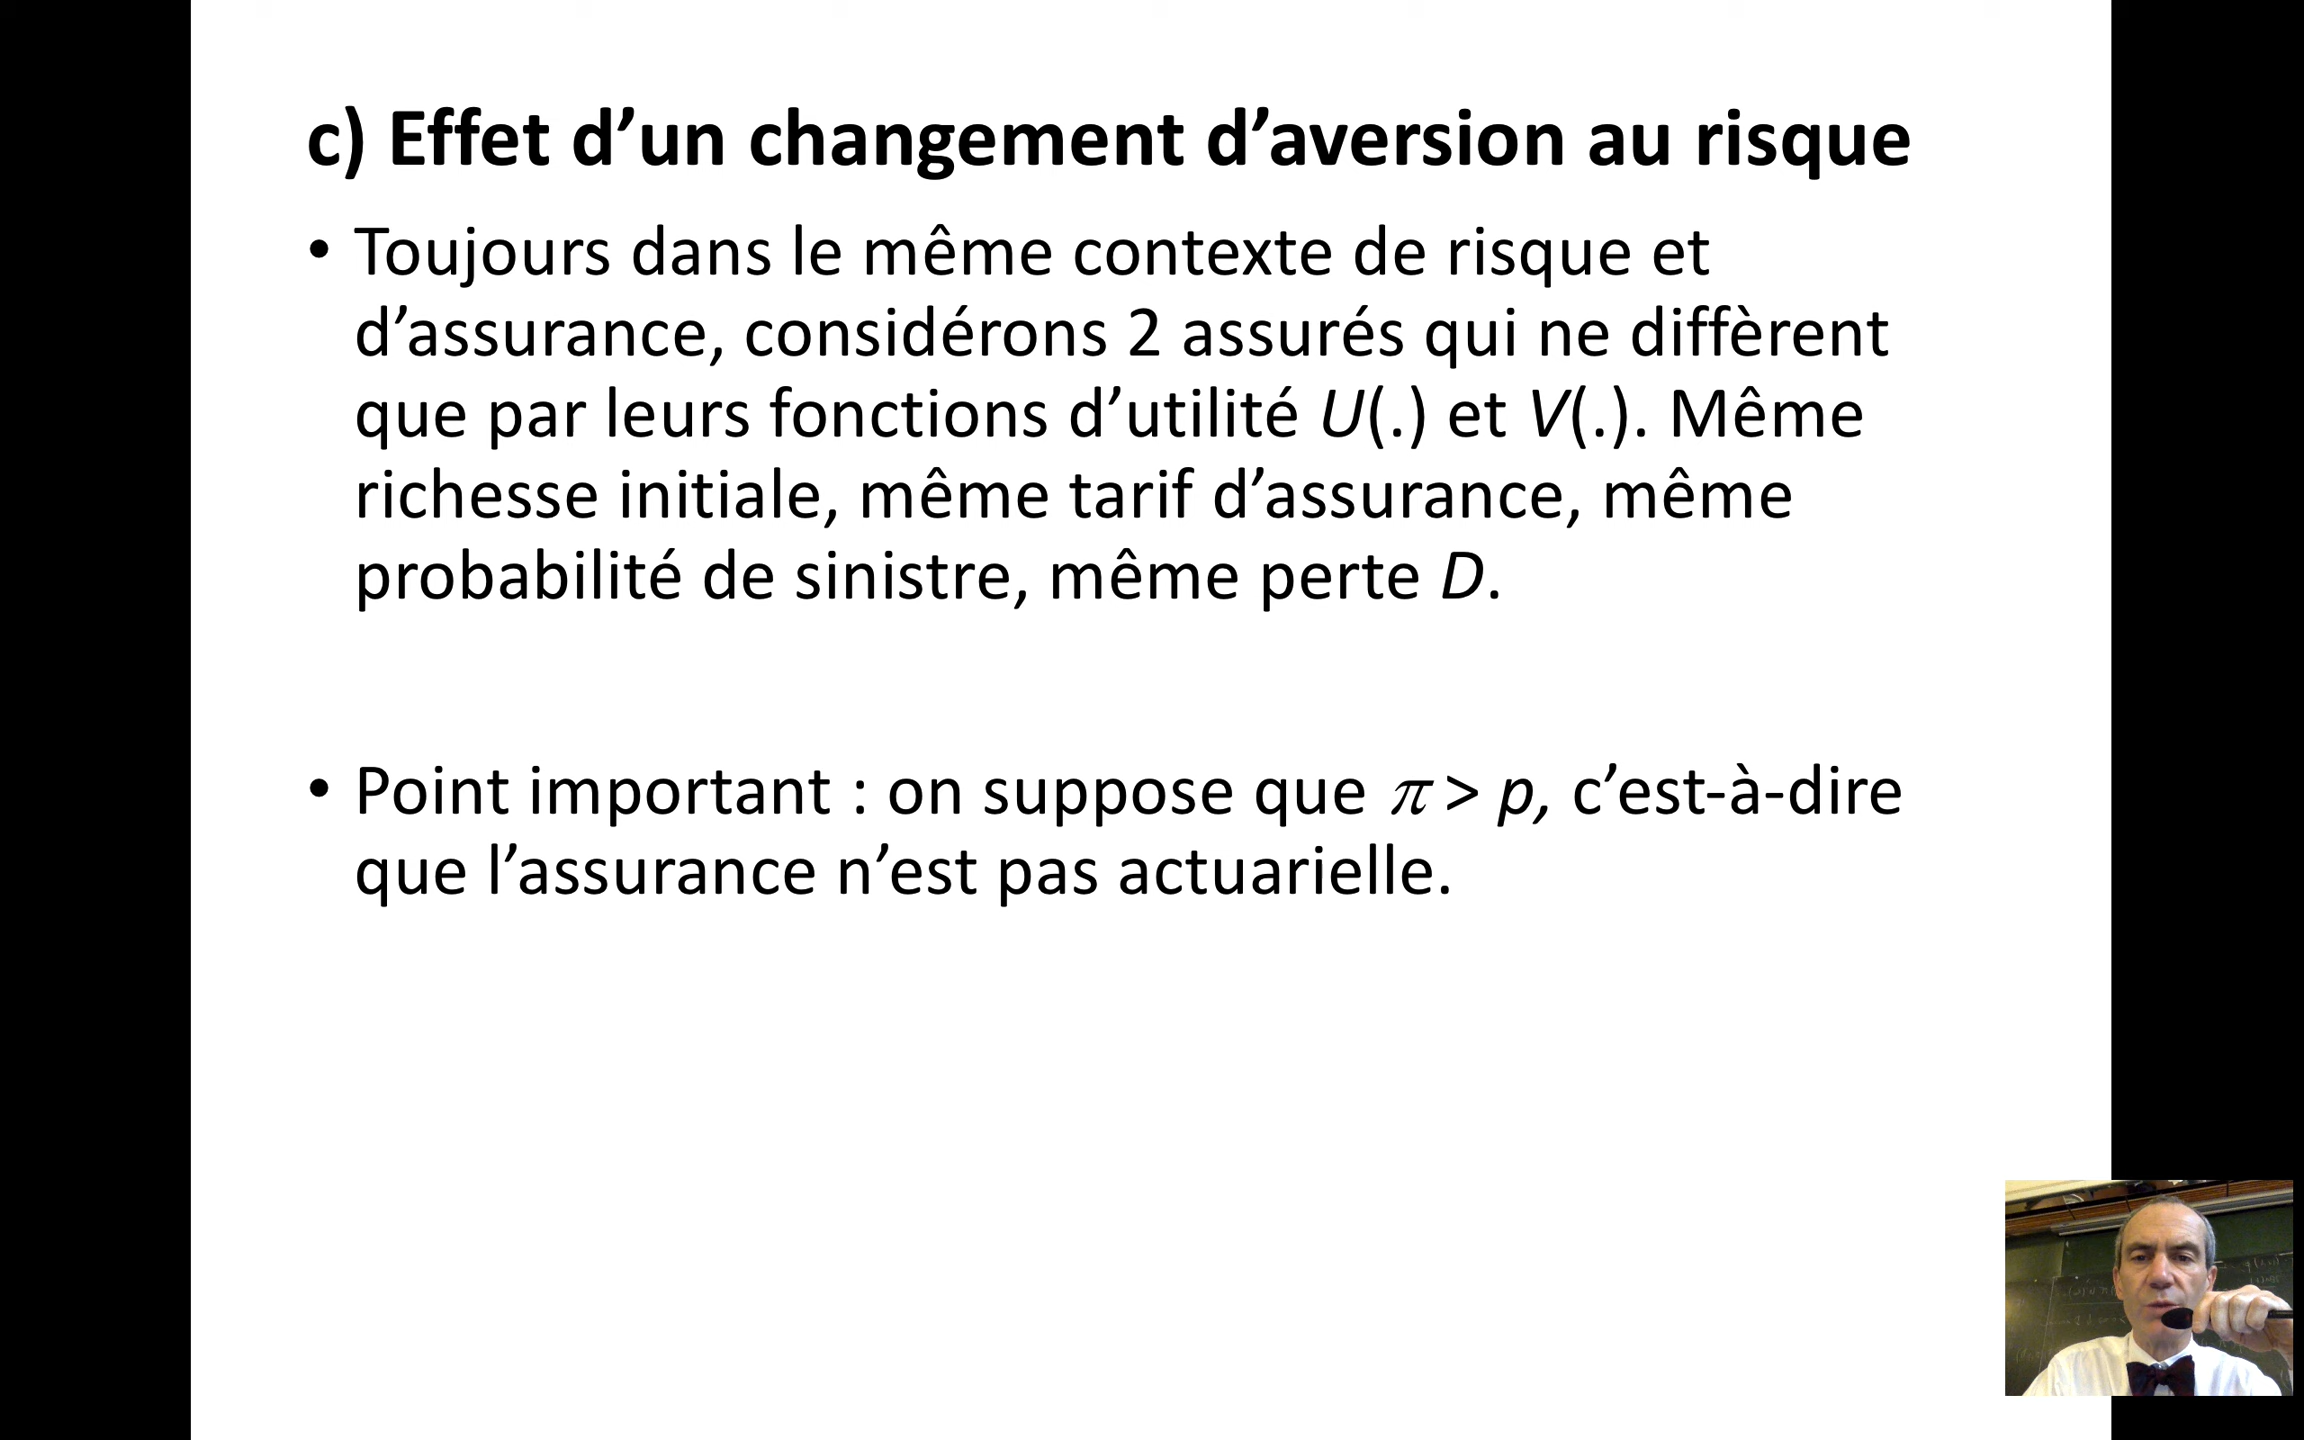 c) Effet d’un changement d’aversion au risque
• Toujours dans le même contexte de risque et
d’assurance, considérons 2 assurés qui ne diffèrent
que par leurs fonctions d’utilité U(.) et V(.). Même
richesse initiale, même tarif d’assurance, même
probabilité de sinistre, même perte D.
• Point important : on suppose que π > p, c’est-à-dire
que l’assurance n’est pas actuarielle.